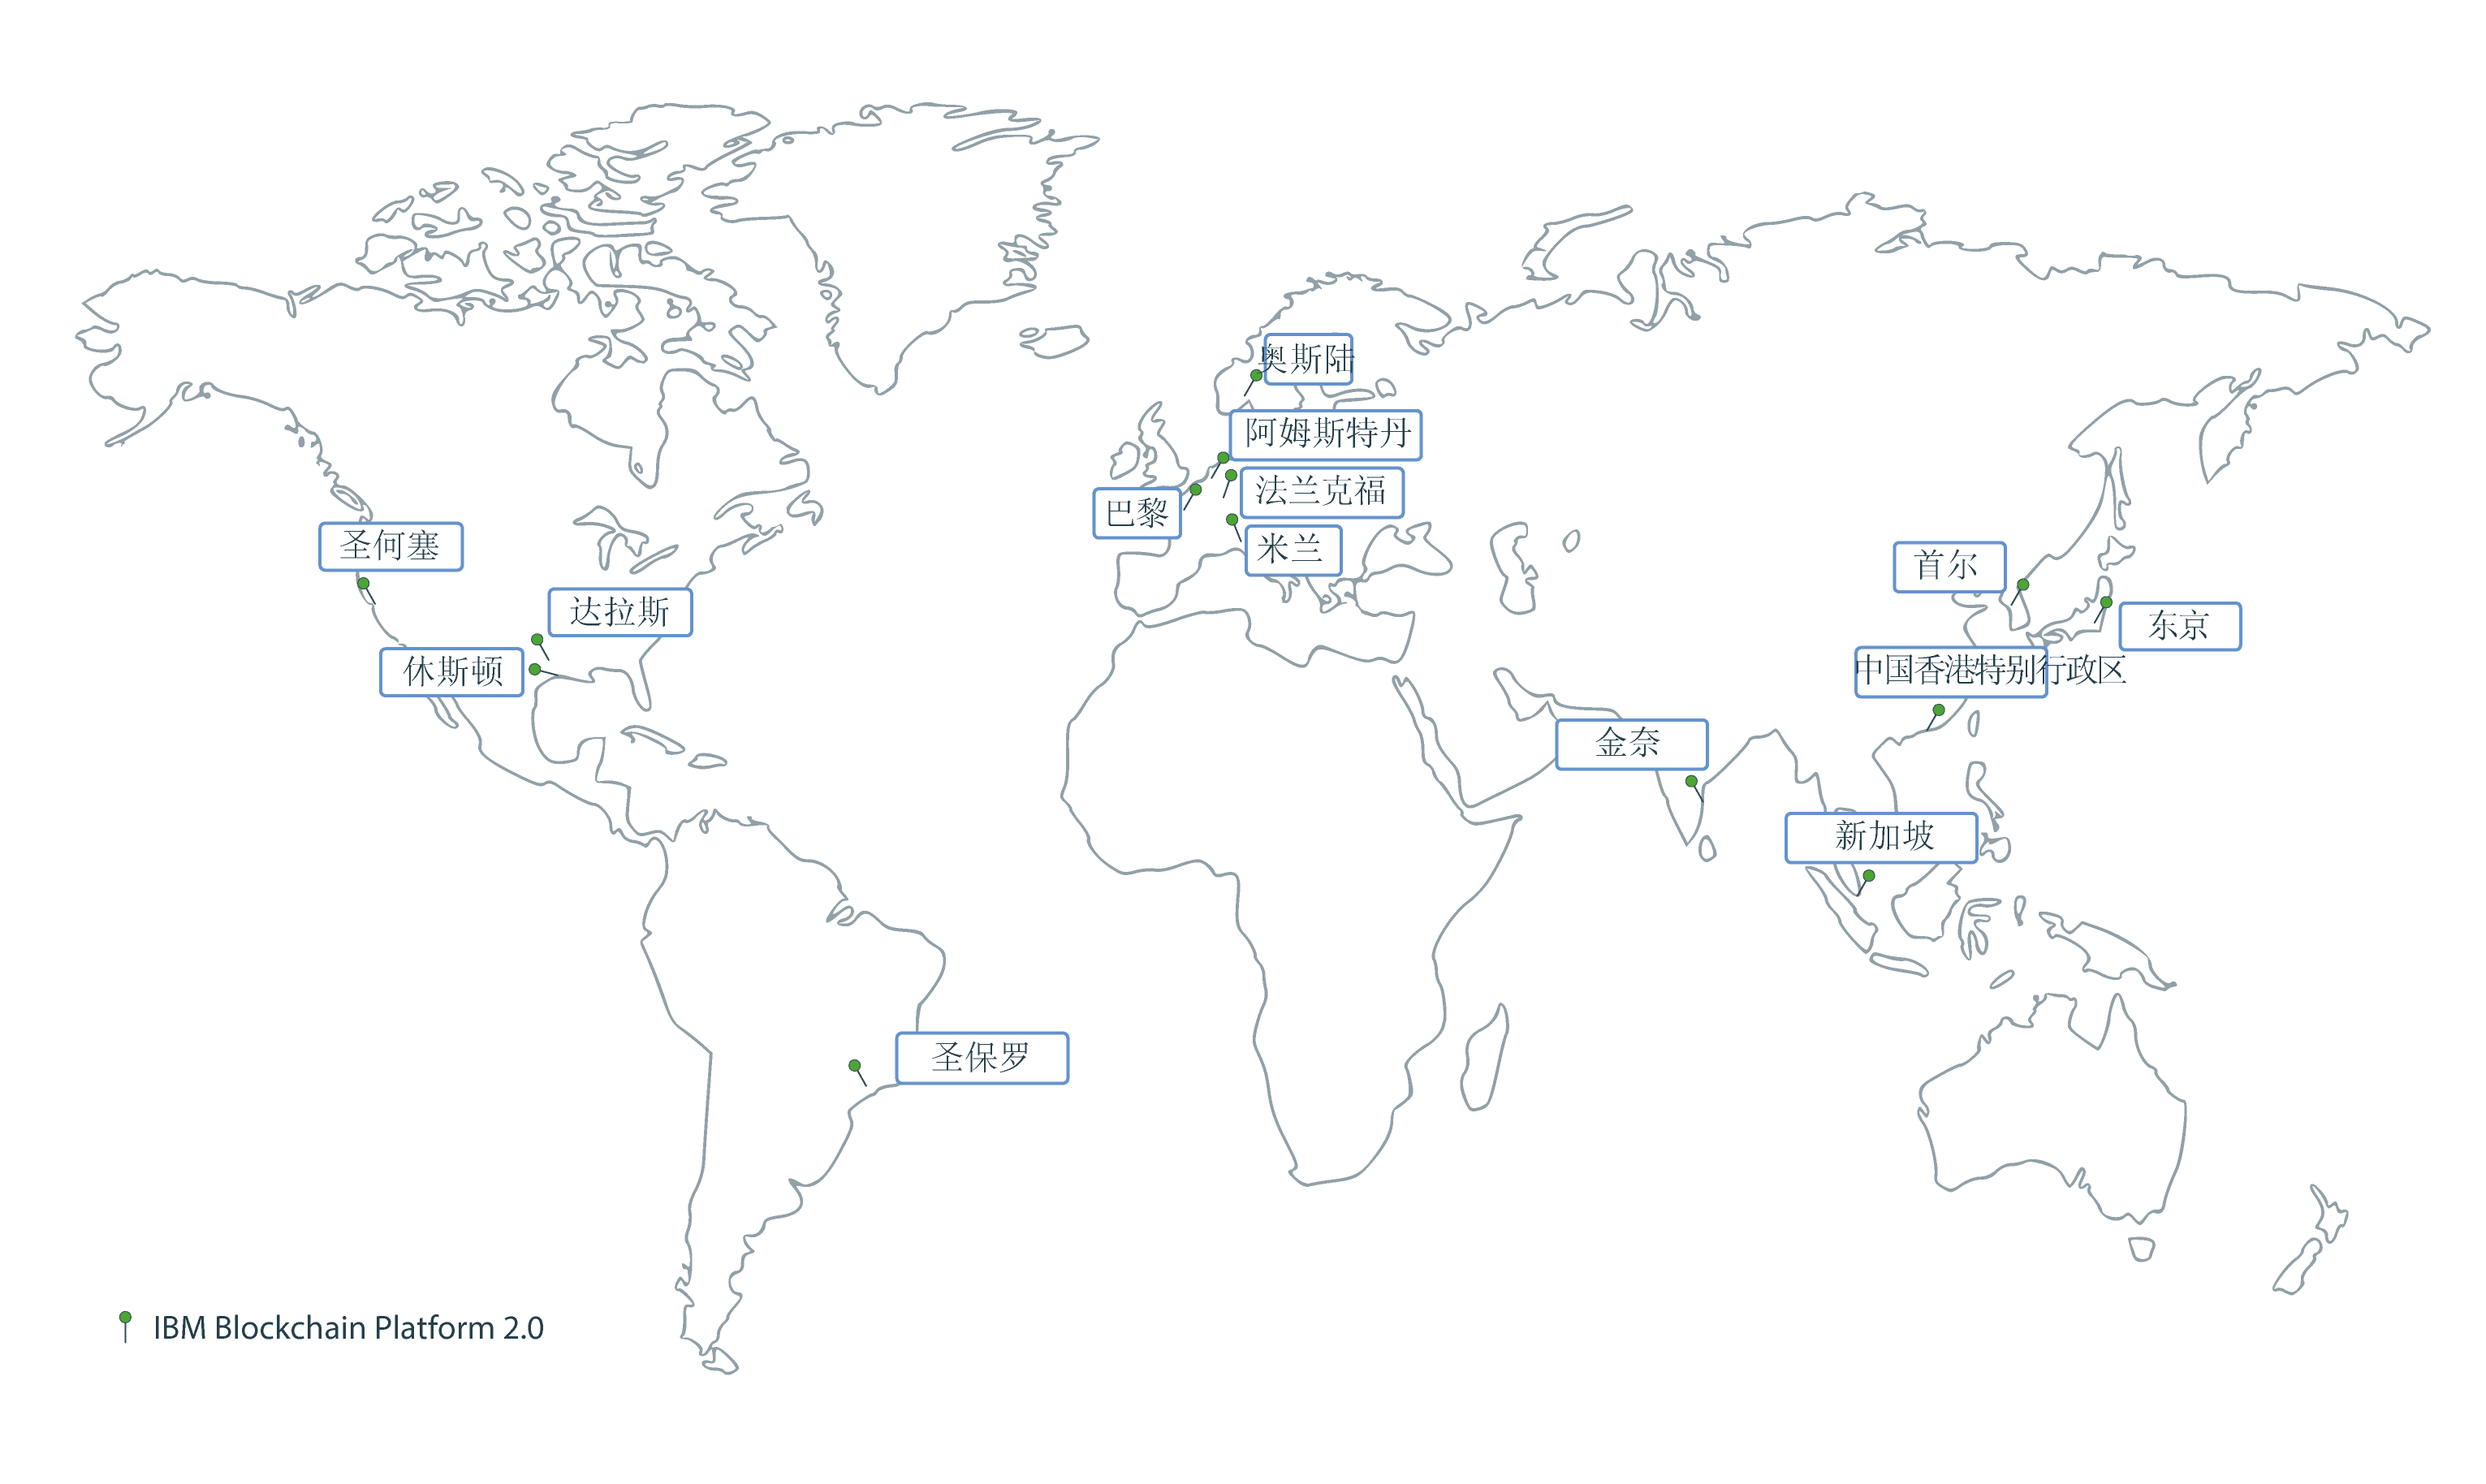 奥斯陆
阿姆斯特丹
法兰克福
巴黎
米兰
圣何塞
达拉斯
休斯顿
首尔
东京
中国香港特别行政区
金奈
新加坡
圣保罗
IBM Blockchain Platform 2.0